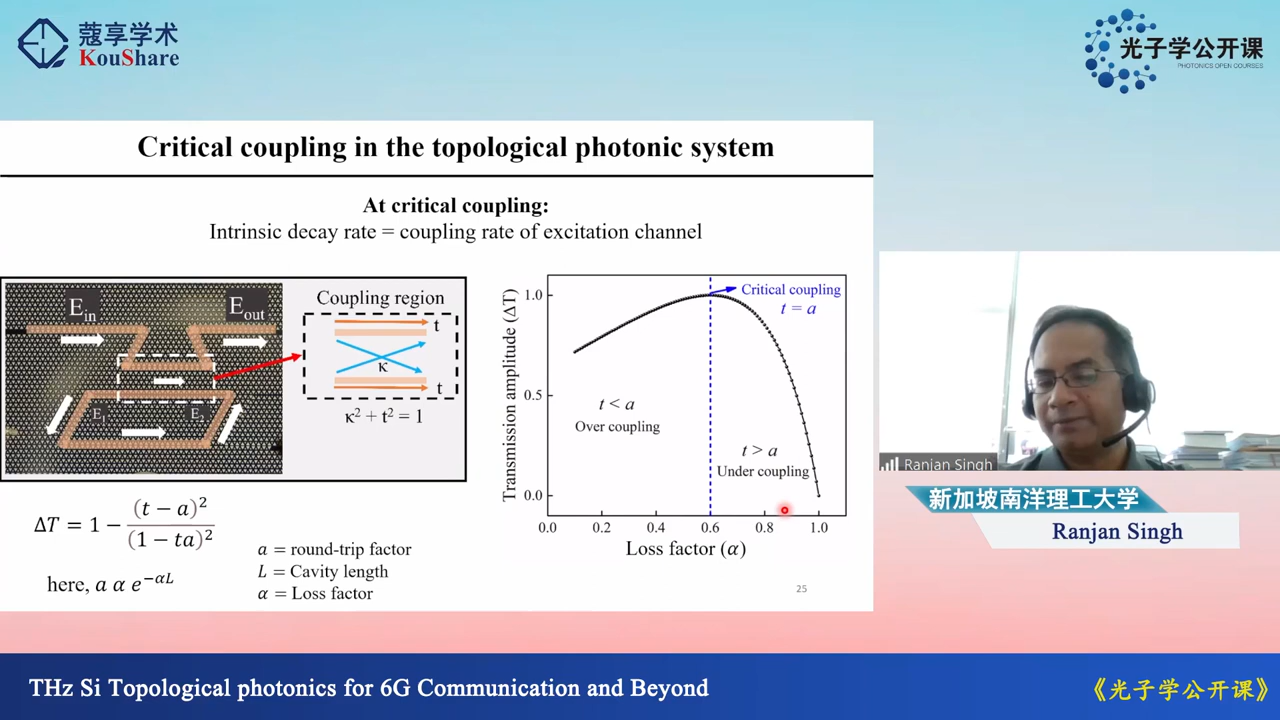 蔻享学术
KouShare
光子学公开课
PHOTONICS OPEN COURSES
Critical coupling in the topological photonic system
At critical coupling:
Intrinsic decay rate = coupling rate of excitation channel
E_in
E_out
E_1
E_2
Coupling region
t
κ
t
κ² + t² = 1
ΔT = 1 − (t − a)² / (1 − ta)²
here, a α e^{−αL}
a = round-trip factor
L = Cavity length
α = Loss factor
Transmission amplitude (ΔT)
1.0
0.5
0.0
Critical coupling
t = a
t < a
Over coupling
t > a
Under coupling
0.0 0.2 0.4 0.6 0.8 1.0
Loss factor (α)
25
Ranjan Singh
新加坡南洋理工大学
Ranjan Singh
THz Si Topological photonics for 6G Communication and Beyond
《光子学公开课》